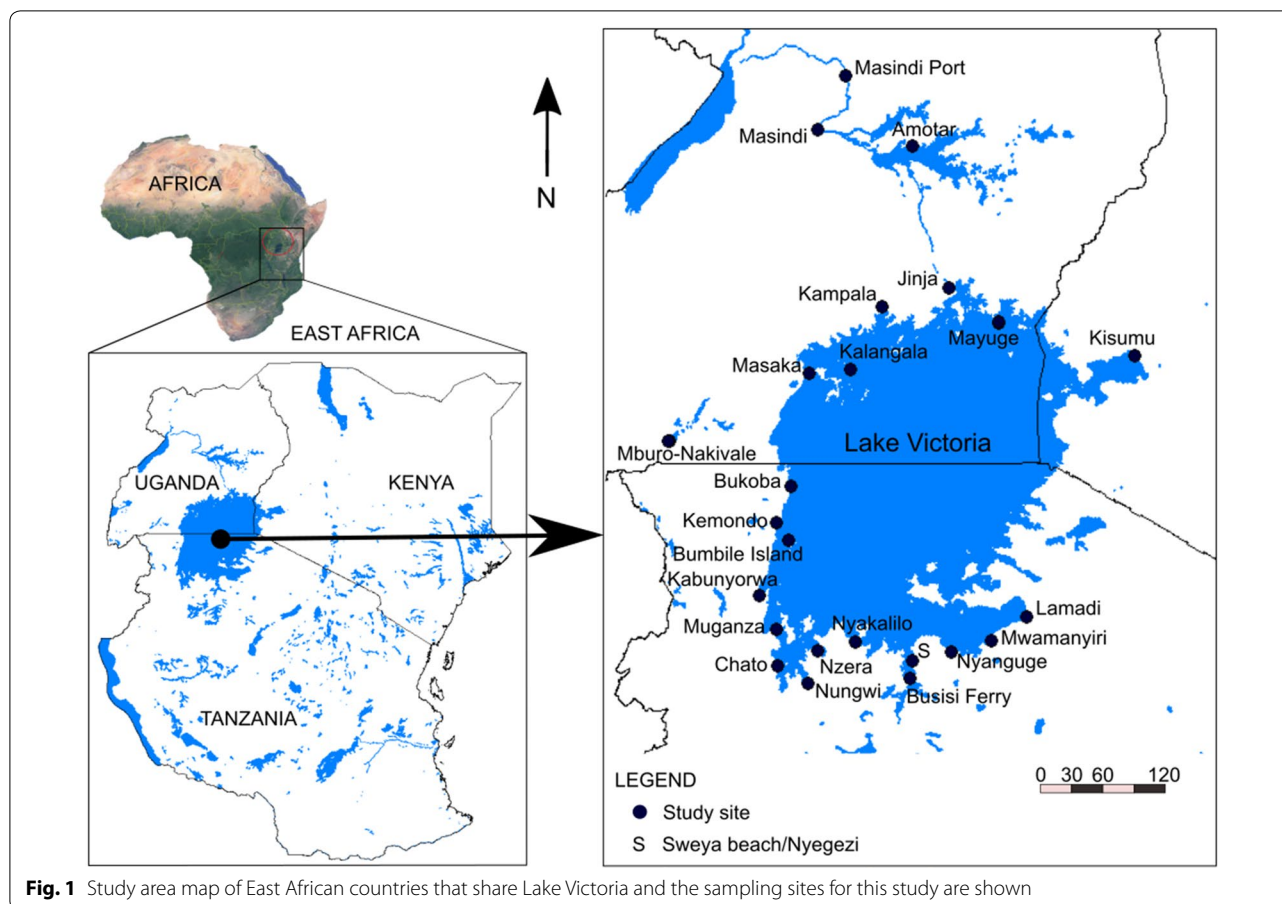 AFRICA
EAST AFRICA
UGANDA
KENYA
TANZANIA
N
Masindi Port
Masindi
Amotar
Jinja
Kampala
Mayuge
Kisumu
Kalangala
Masaka
Lake Victoria
Mburo-Nakivale
Bukoba
Kemondo
Bumbile Island
Kabunyorwa
Lamadi
Muganza
Nyakalilo
Mwamanyiri
S
Chato
Nzera
Nyanguge
Nungwi
Busisi Ferry
LEGEND
Study site
S Sweya beach/Nyegezi
0 30 60 120
Fig. 1 Study area map of East African countries that share Lake Victoria and the sampling sites for this study are shown